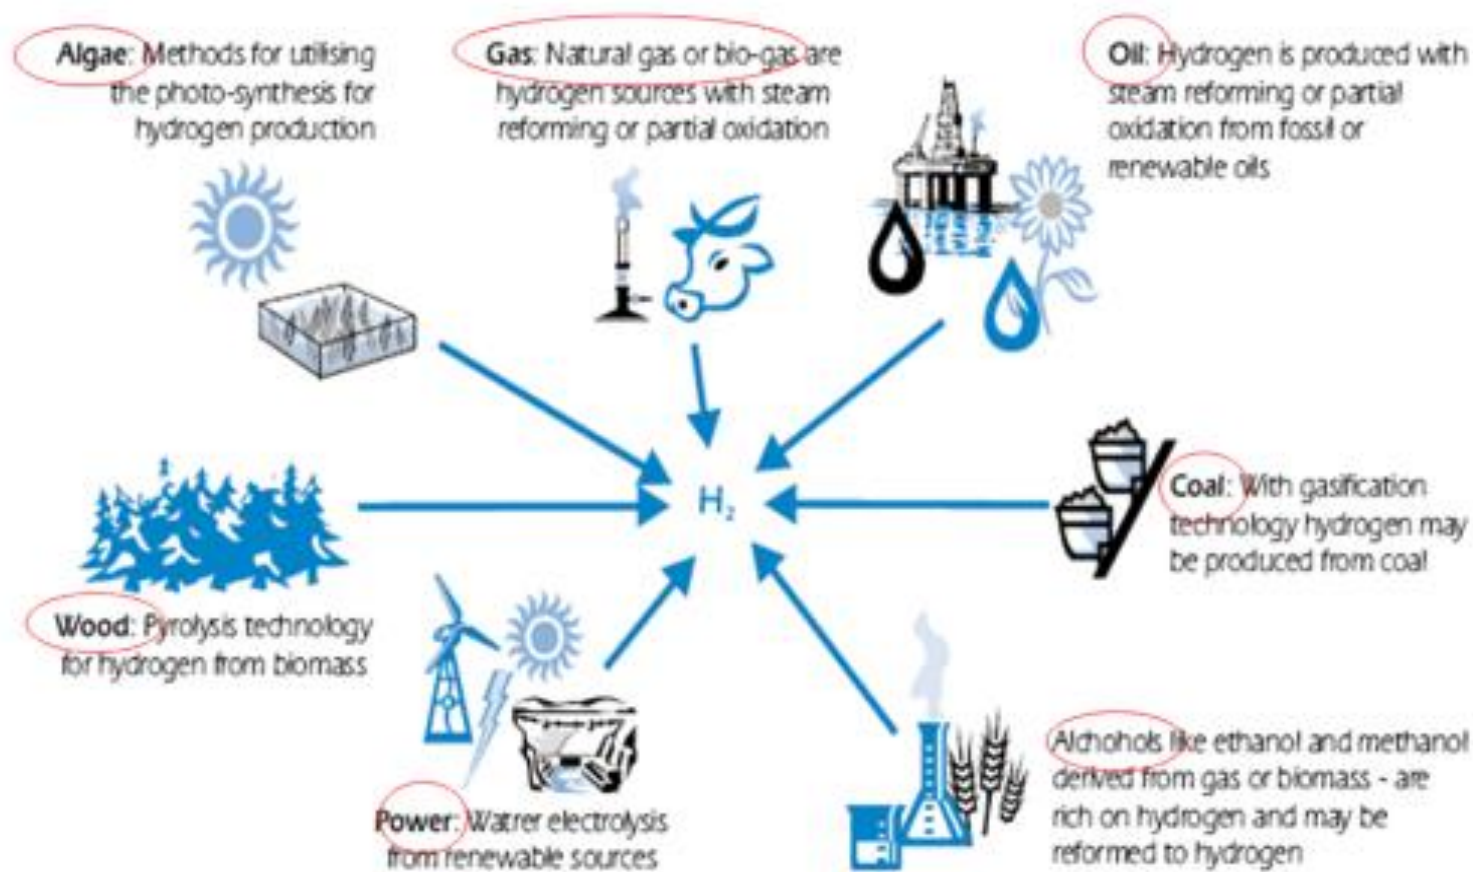 Algae: Methods for utilising
the photo-synthesis for
hydrogen production
Gas: Natural gas or bio-gas are
hydrogen sources with steam
reforming or partial oxidation
Oil: Hydrogen is produced with
steam reforming or partial
oxidation from fossil or
renewable oils
H₂
Coal: With gasification
technology hydrogen may
be produced from coal
Wood: Pyrolysis technology
for hydrogen from biomass
Power: Watrer electrolysis
from renewable sources
Alchohols like ethanol and methanol
derived from gas or biomass - are
rich on hydrogen and may be
reformed to hydrogen